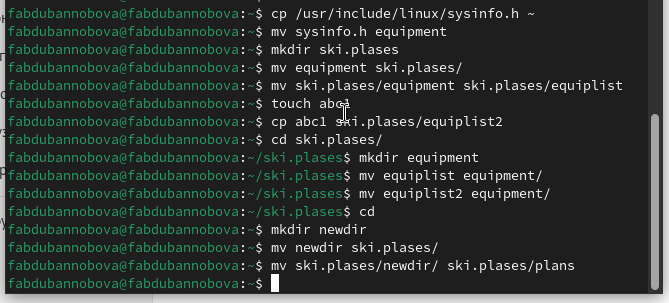 fabdubannobova@fabdubannobova:~$ cp /usr/include/linux/sysinfo.h ~
fabdubannobova@fabdubannobova:~$ mv sysinfo.h equipment
fabdubannobova@fabdubannobova:~$ mkdir ski.plases
fabdubannobova@fabdubannobova:~$ mv equipment ski.plases/
fabdubannobova@fabdubannobova:~$ mv ski.plases/equipment ski.plases/equiplist
fabdubannobova@fabdubannobova:~$ touch abc1
fabdubannobova@fabdubannobova:~$ cp abc1 ski.plases/equiplist2
fabdubannobova@fabdubannobova:~$ cd ski.plases/
fabdubannobova@fabdubannobova:~/ski.plases$ mkdir equipment
fabdubannobova@fabdubannobova:~/ski.plases$ mv equiplist equipment/
fabdubannobova@fabdubannobova:~/ski.plases$ mv equiplist2 equipment/
fabdubannobova@fabdubannobova:~/ski.plases$ cd
fabdubannobova@fabdubannobova:~$ mkdir newdir
fabdubannobova@fabdubannobova:~$ mv newdir ski.plases/
fabdubannobova@fabdubannobova:~$ mv ski.plases/newdir/ ski.plases/plans
fabdubannobova@fabdubannobova:~$